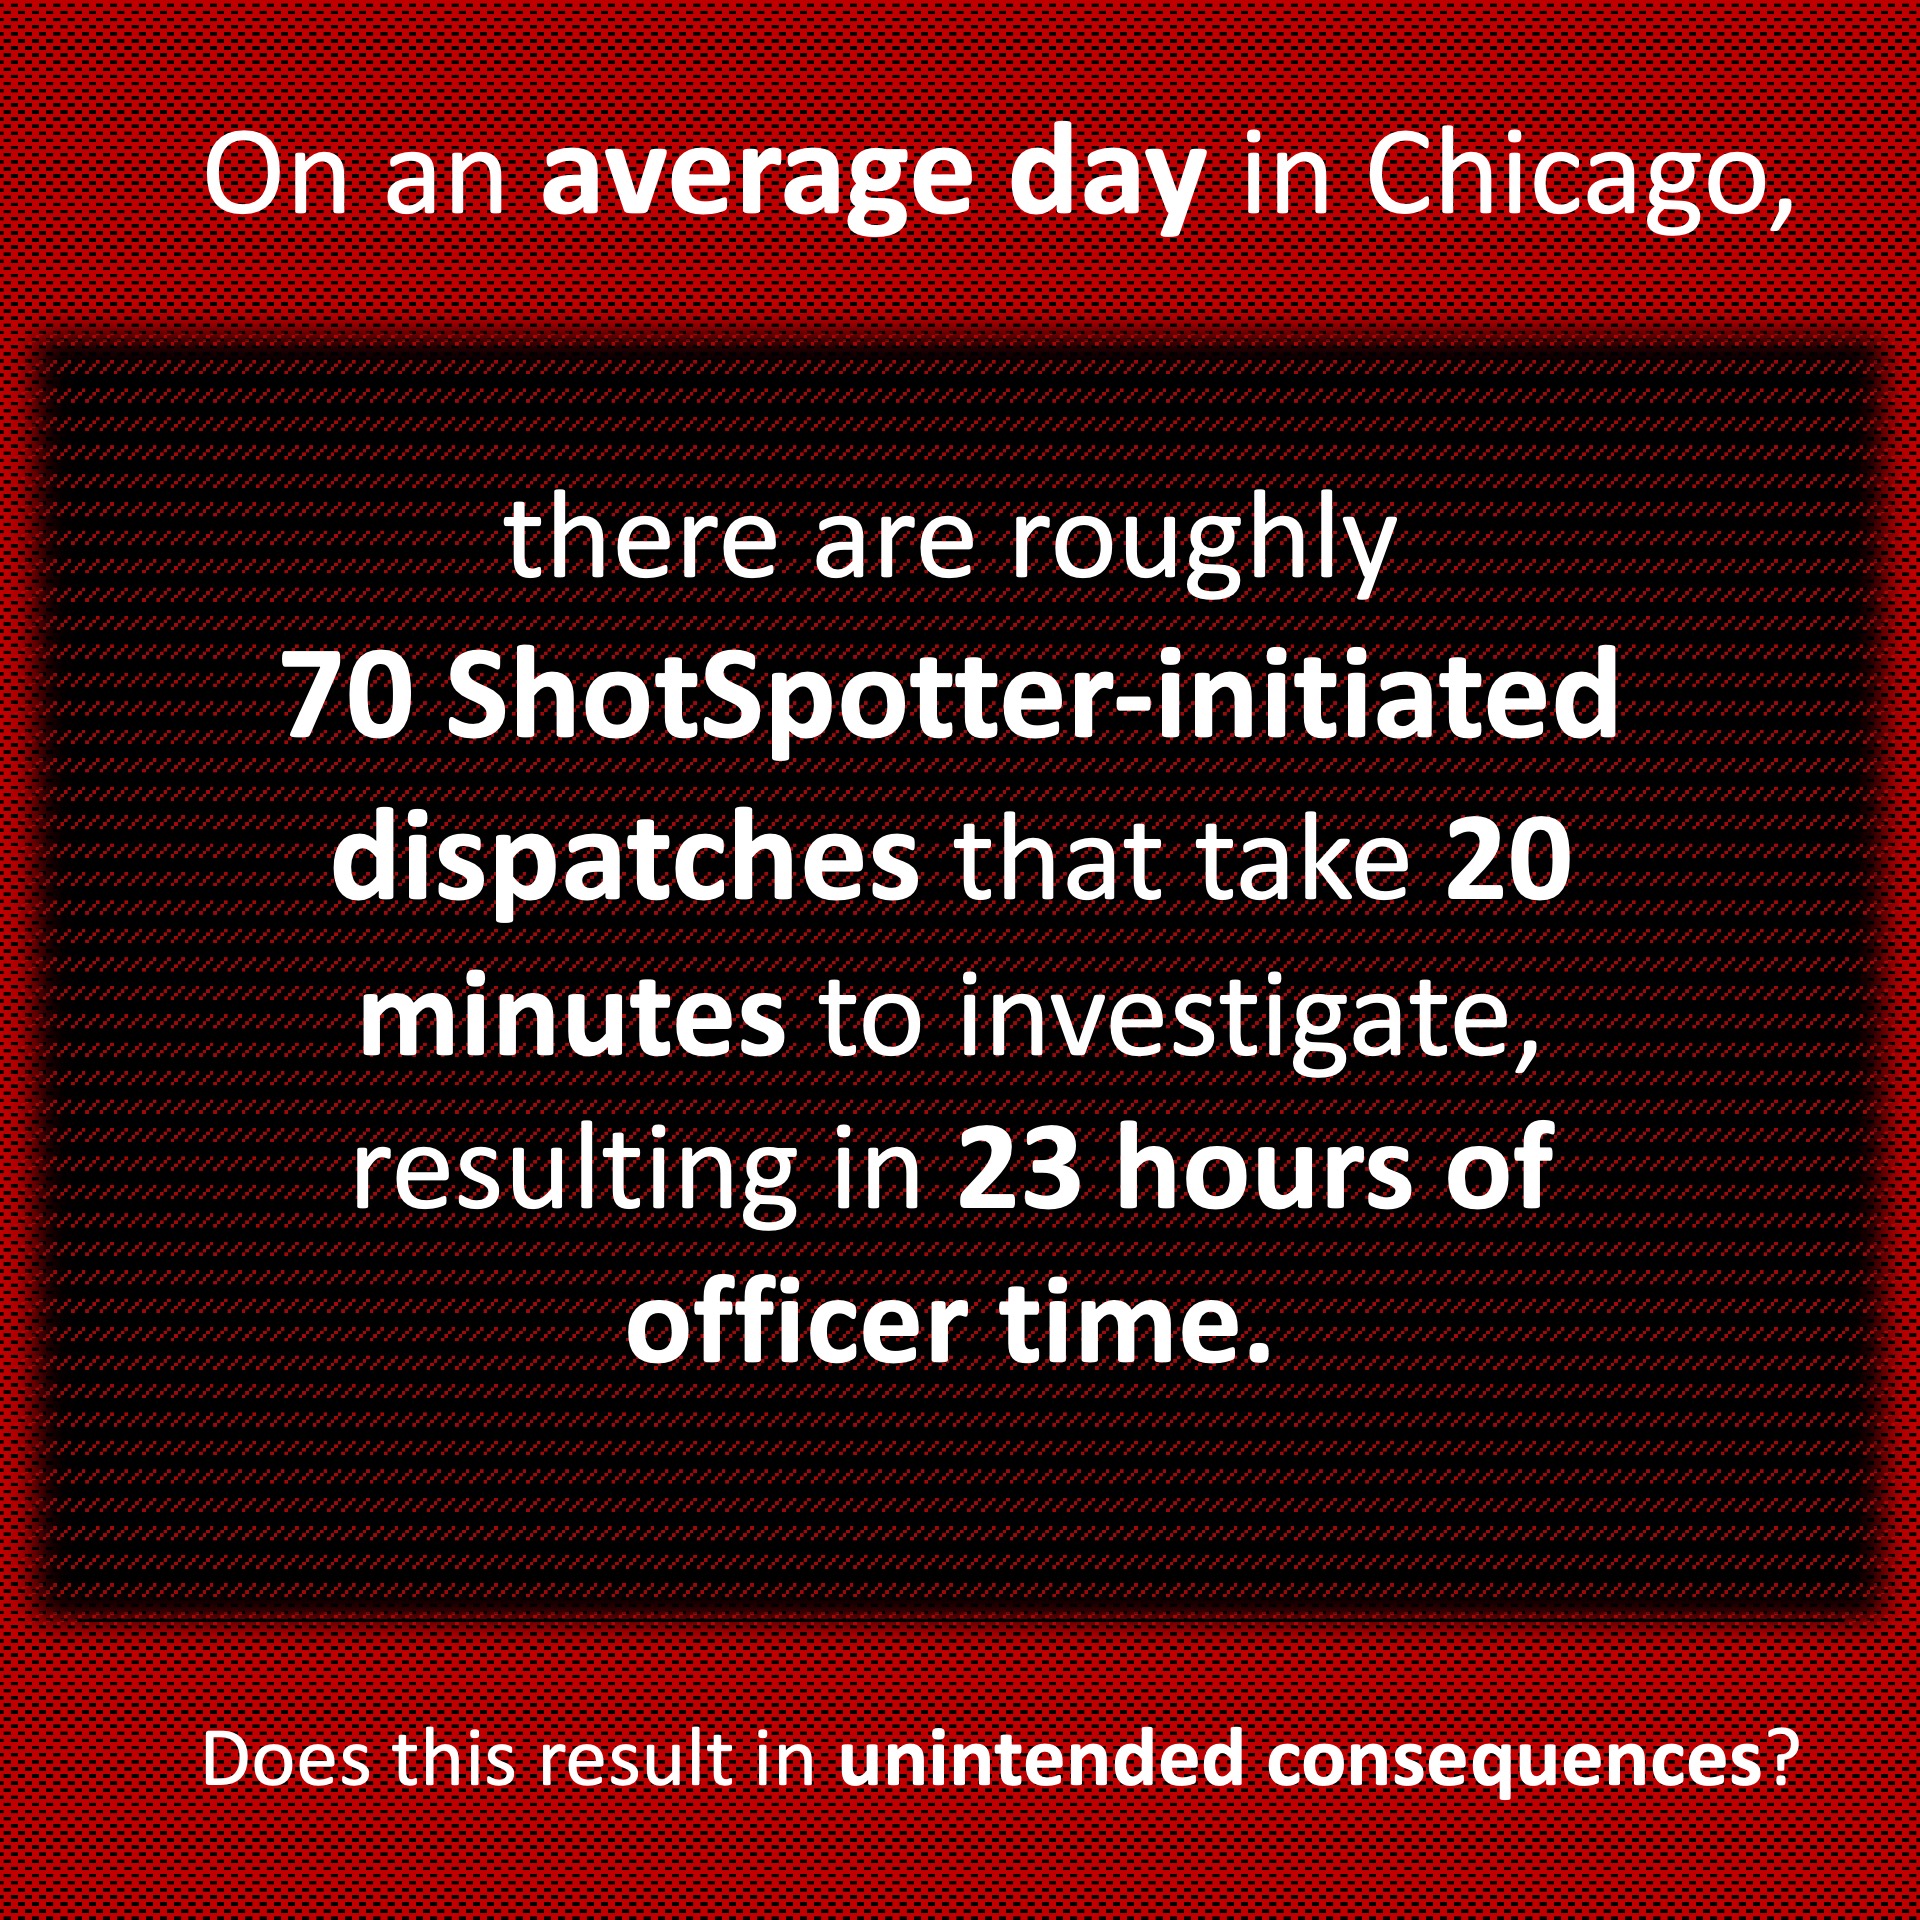 On an average day in Chicago,
there are roughly
70 ShotSpotter-initiated
dispatches that take 20
minutes to investigate,
resulting in 23 hours of
officer time.
Does this result in unintended consequences?